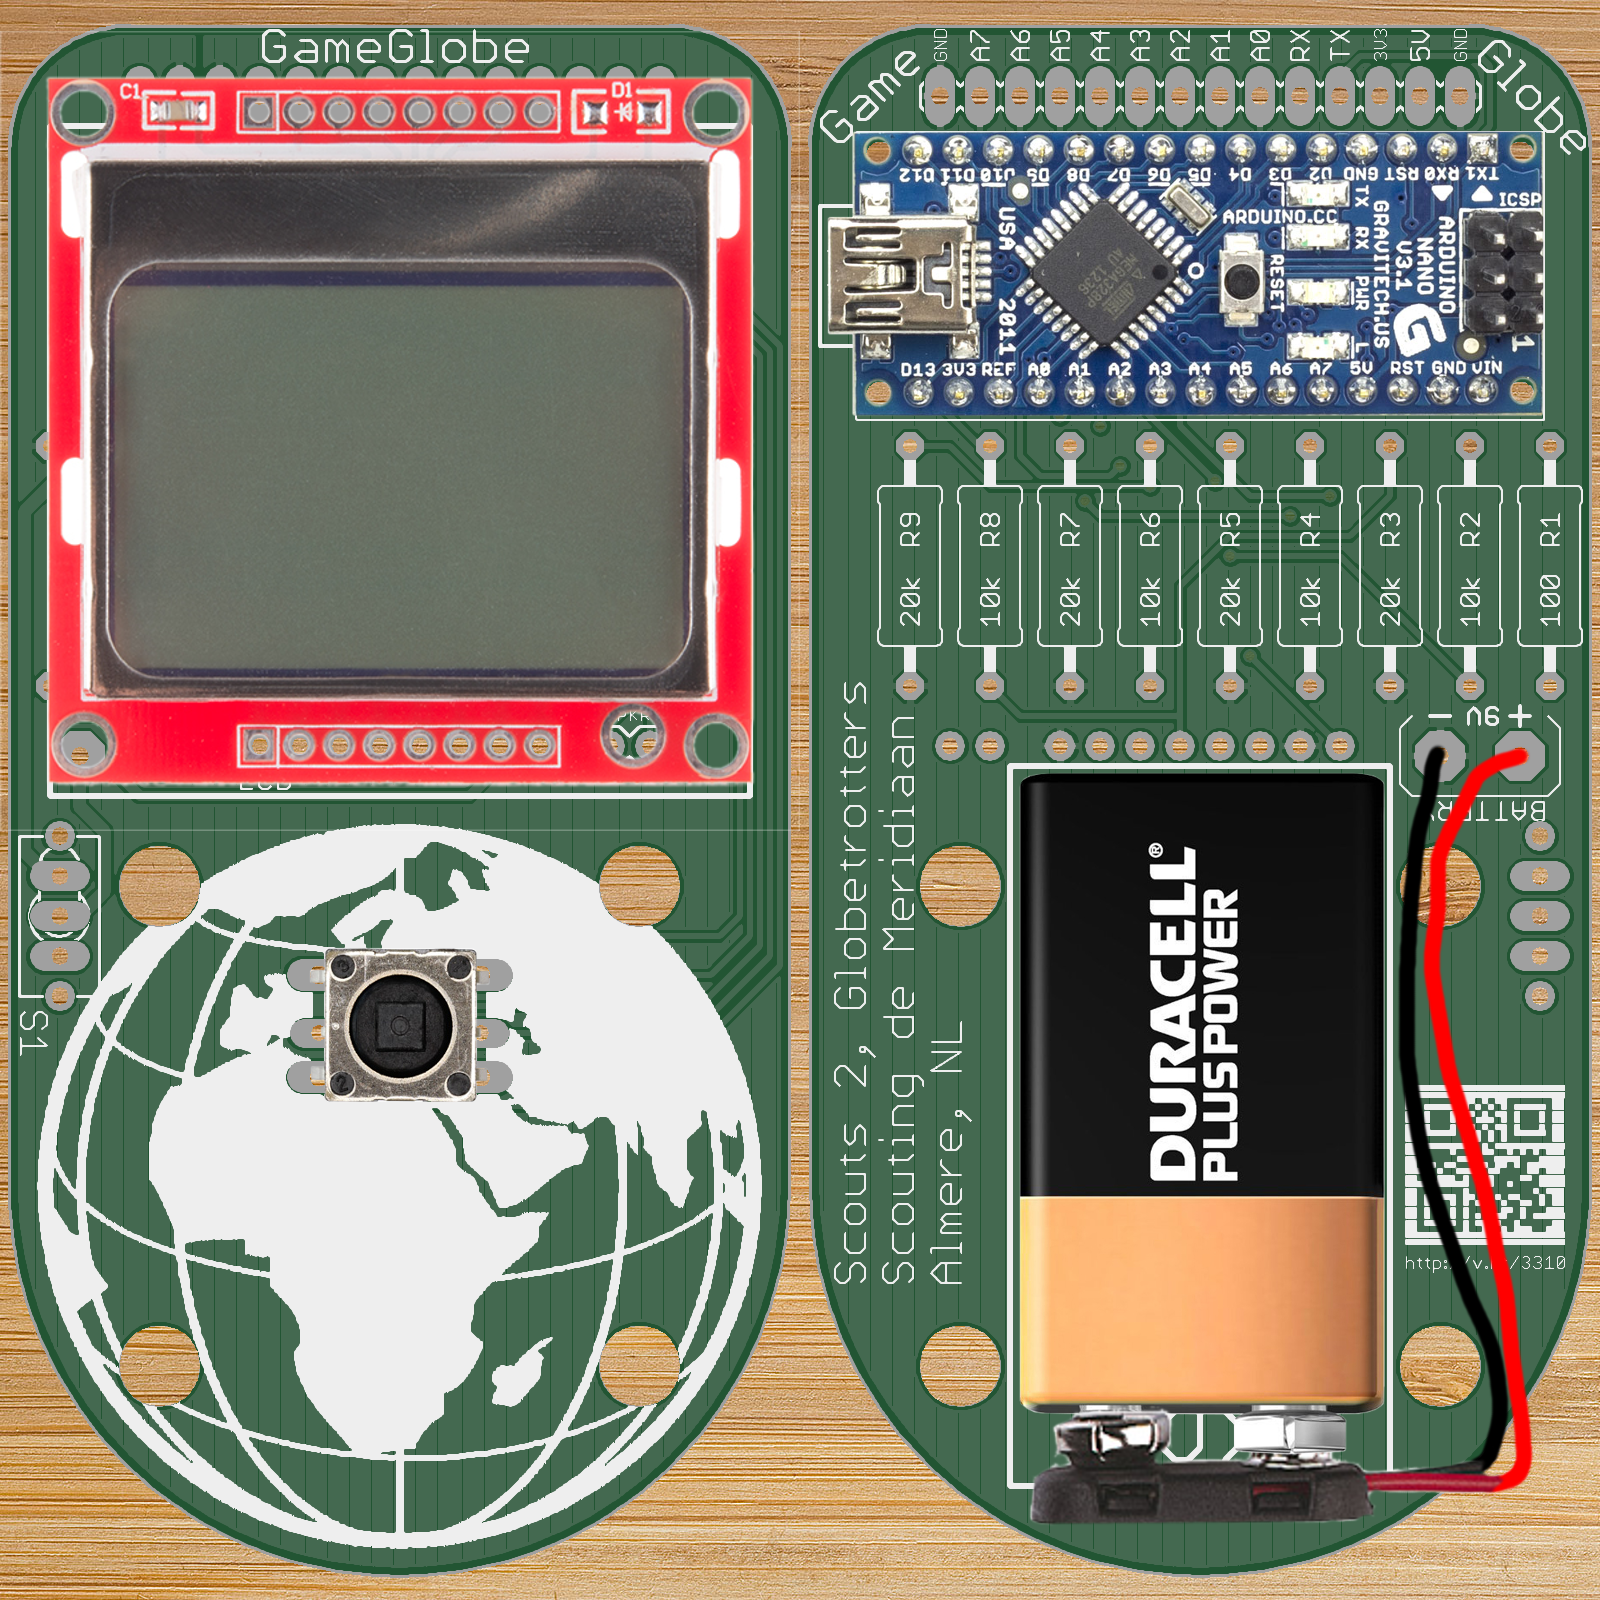 GameGlobe
C1
D1
S1
Game
Globe
GND A7 A6 A5 A4 A3 A2 A1 A0 RX TX 3V3 5V GND
D12 D11 D10 D9 D8 D7 D6 D5 D4 D3 D2 GND RST RX0 TX1
TX
RX
PWR
L
RESET
ARDUINO.CC
ICSP
1
USA
2011
GRAVITECH.US
ARDUINO
NANO
V3.1
G
D13 3V3 REF A0 A1 A2 A3 A4 A5 A6 A7 5V RST GND VIN
R9 R8 R7 R6 R5 R4 R3 R2 R1
20k 10k 20k 10k 20k 10k 20k 10k 100
- 9V +
Scouts 2, Globetrotters
Scouting de Meridiaan
Almere, NL
DURACELL®
PLUS POWER